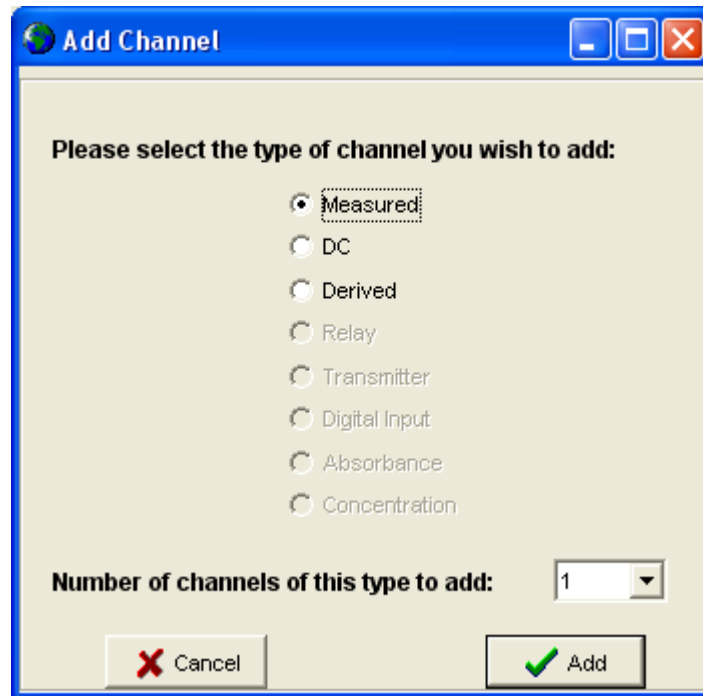 Add Channel
Please select the type of channel you wish to add:
Measured
DC
Derived
Relay
Transmitter
Digital Input
Absorbance
Concentration
Number of channels of this type to add: 1
Cancel Add